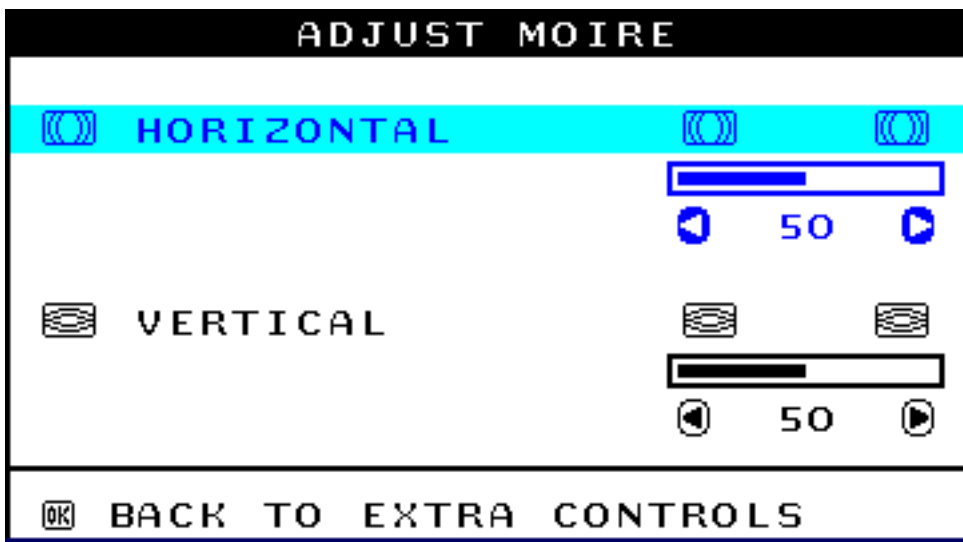 ADJUST MOIRE
HORIZONTAL
50
VERTICAL
50
OK BACK TO EXTRA CONTROLS